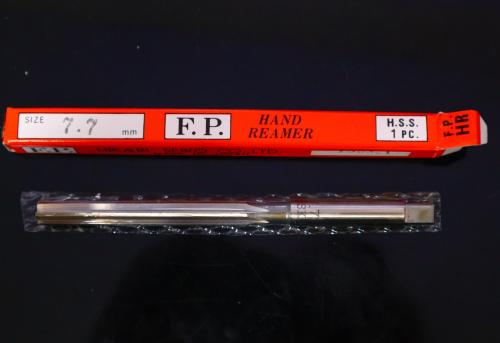 SIZE 7.7 mm
F.P.
HAND
REAMER
H.S.S.
1 PC.
F.P.
HR